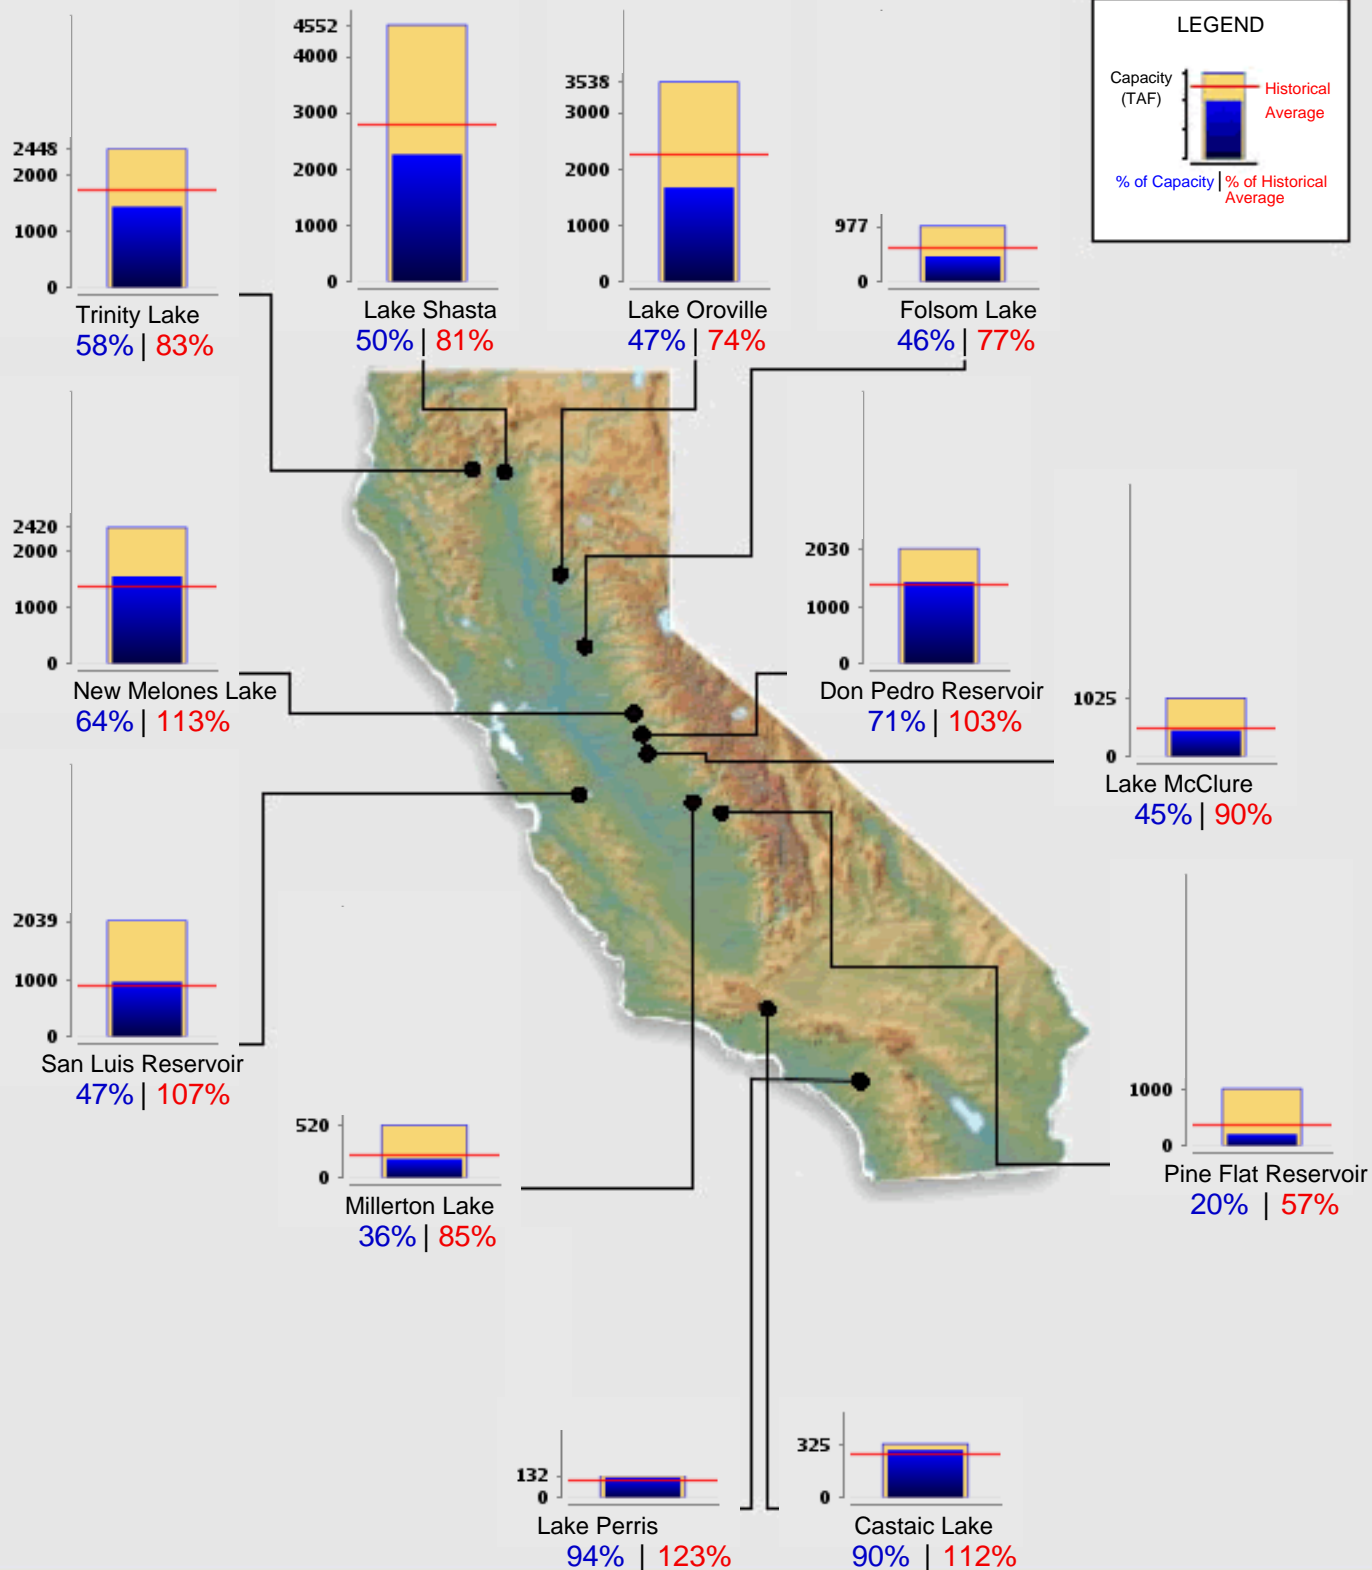 LEGEND
Capacity
(TAF)
Historical
Average
% of Capacity | % of Historical
Average
2448
2000
1000
0
Trinity Lake
58% | 83%
4552
4000
3000
2000
1000
0
Lake Shasta
50% | 81%
3538
3000
2000
1000
0
Lake Oroville
47% | 74%
977
0
Folsom Lake
46% | 77%
2420
2000
1000
0
New Melones Lake
64% | 113%
2030
1000
0
Don Pedro Reservoir
71% | 103%
1025
0
Lake McClure
45% | 90%
2039
1000
0
San Luis Reservoir
47% | 107%
520
0
Millerton Lake
36% | 85%
1000
0
Pine Flat Reservoir
20% | 57%
132
0
Lake Perris
94% | 123%
325
0
Castaic Lake
90% | 112%